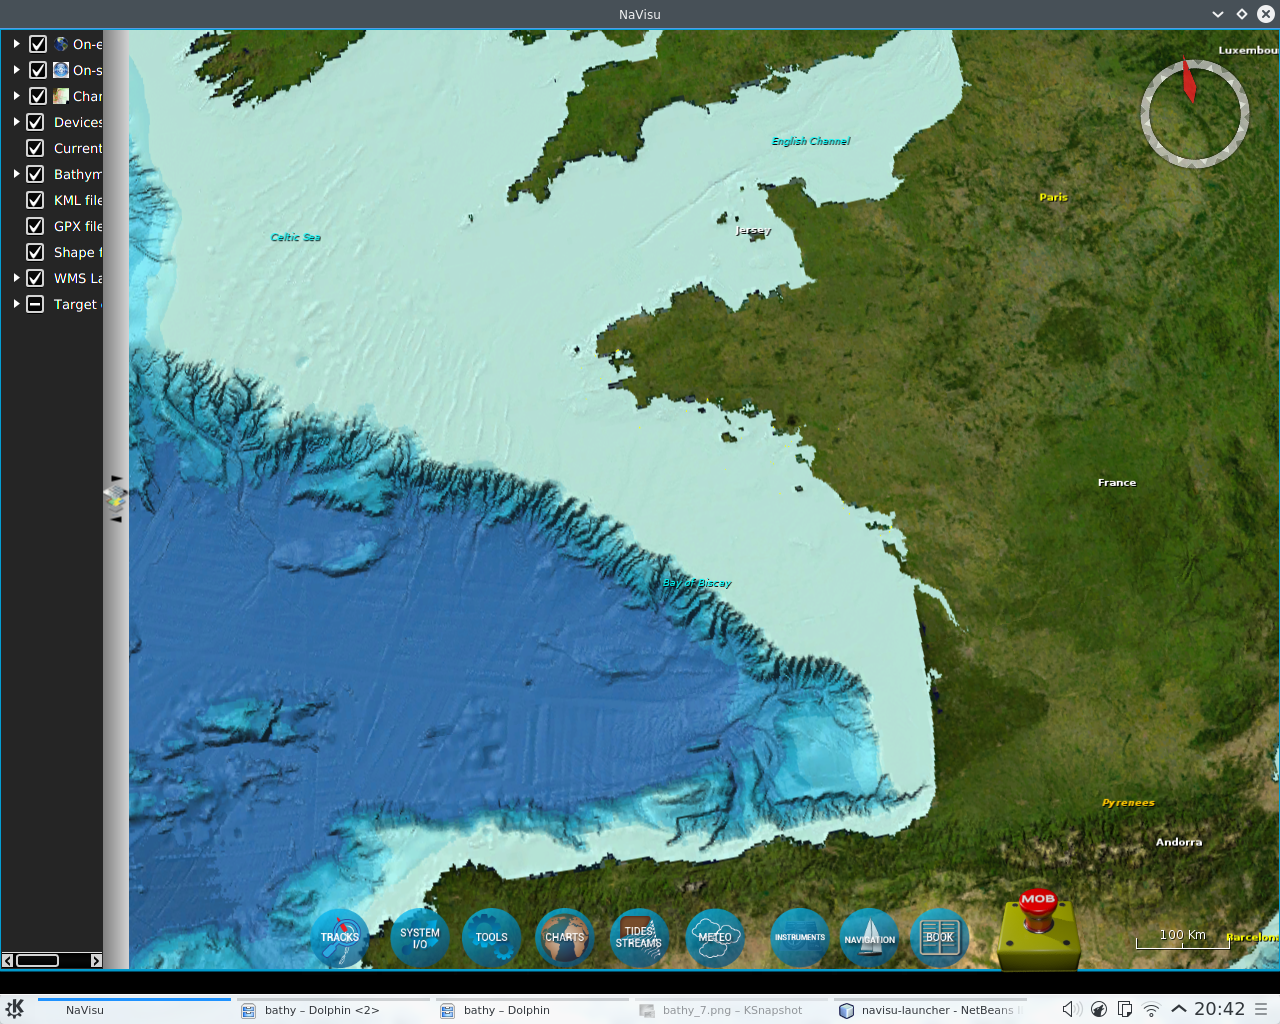 NaVisu
On-e
On-s
Char
Devices
Current
Bathym
KML file
GPX file
Shape f
WMS La
Target
Luxembou
English Channel
Paris
Jersey
Celtic Sea
France
Bay of Biscay
Pyrenees
Andorra
MOB
TRACKS
SYSTEM
I/O
TOOLS
CHARTS
TIDES
STREAMS
METEO
INSTRUMENTS
NAVIGATION
BOOK
100 Km
Barcelon
NaVisu
bathy – Dolphin <2>
bathy – Dolphin
bathy_7.png – KSnapshot
navisu-launcher - NetBeans
20:42